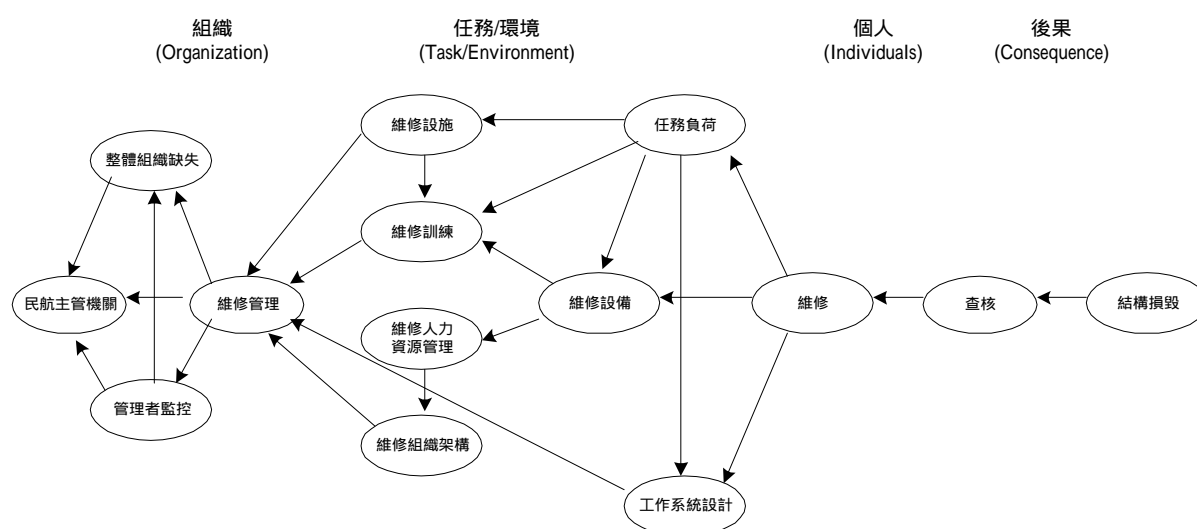 組織
(Organization)
任務/環境
(Task/Environment)
個人
(Individuals)
後果
(Consequence)
維修設施
任務負荷
整體組織缺失
維修訓練
民航主管機關
維修管理
維修設備
維修
查核
結構損毀
維修人力
資源管理
管理者監控
維修組織架構
工作系統設計